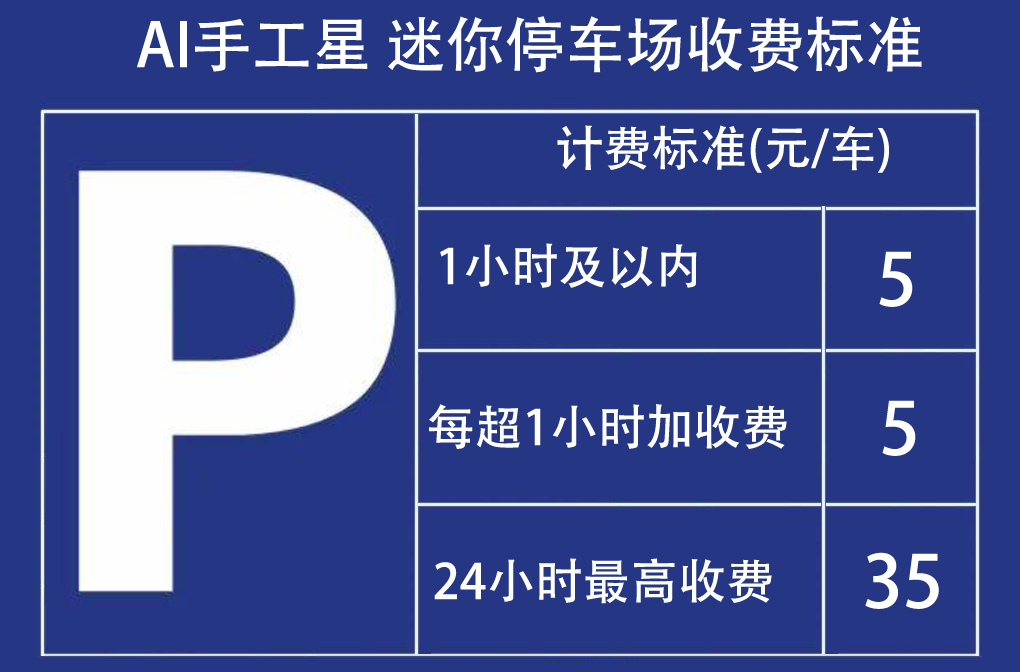 AI手工星 迷你停车场收费标准
P
计费标准(元/车)
1小时及以内 5
每超1小时加收费 5
24小时最高收费 35